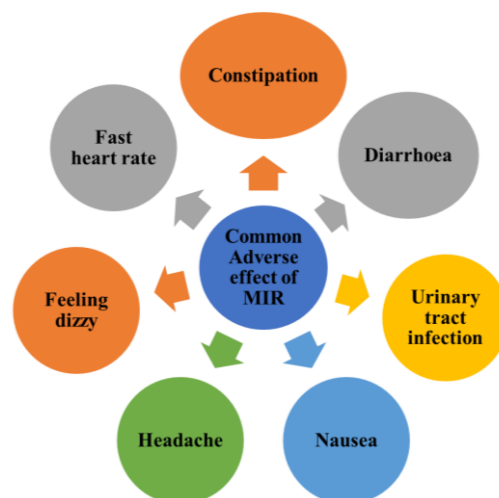 Constipation
Fast
heart rate
Diarrhoea
Common
Adverse
effect of
MIR
Feeling
dizzy
Urinary
tract
infection
Headache
Nausea